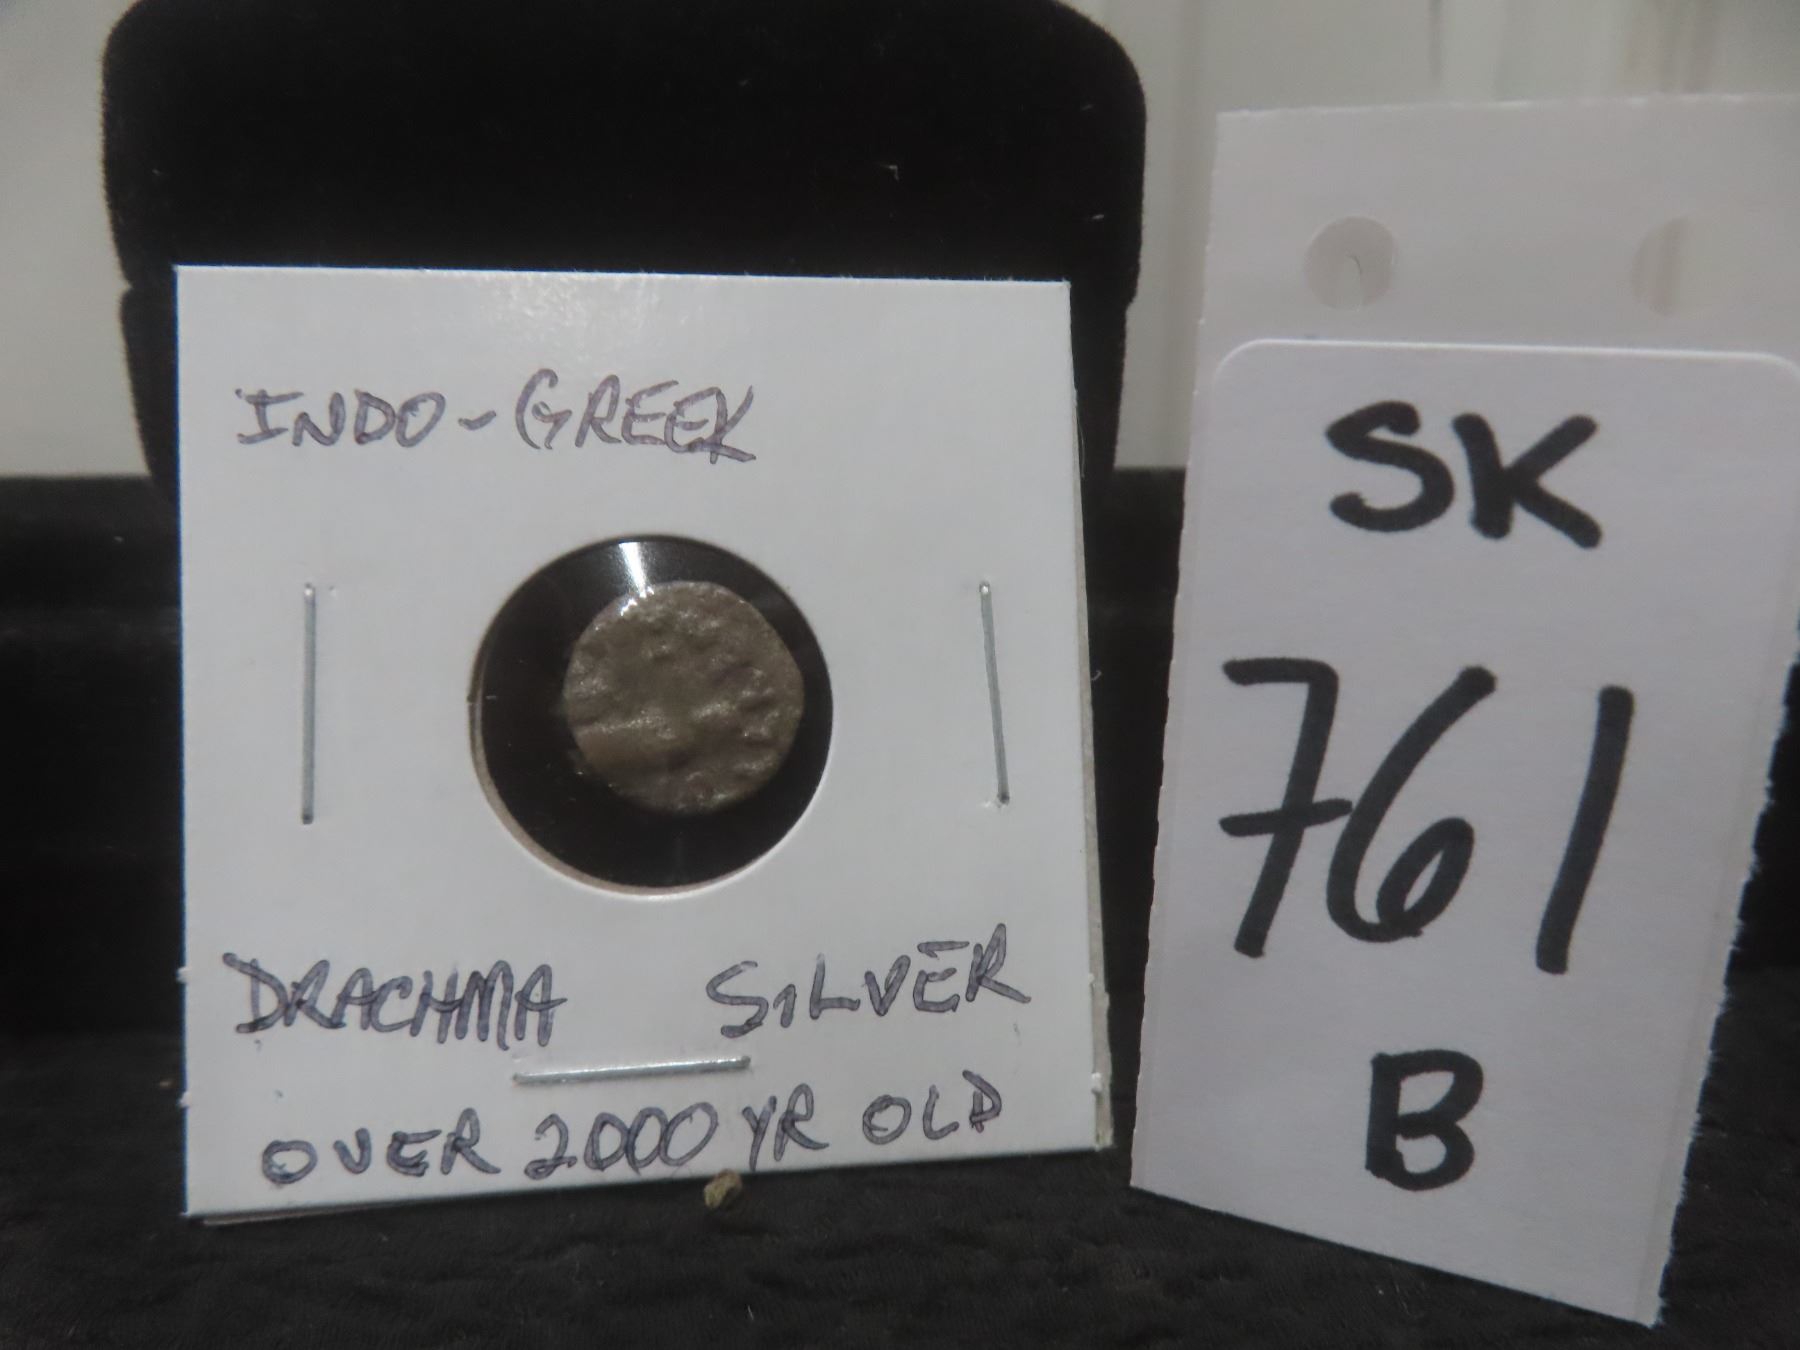 INDO-GREEK
DRACHMA SILVER
OVER 2000 YR OLD
SK
761
B